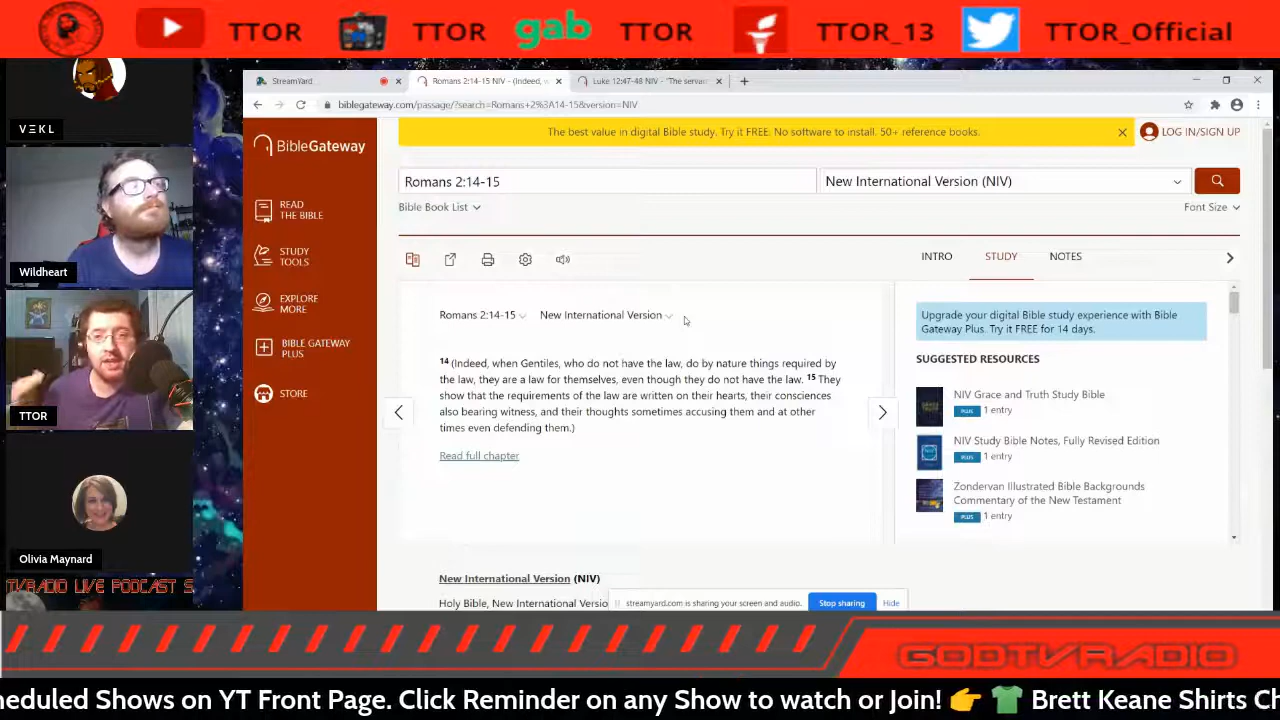 TTOR
TTOR
gab
TTOR
TTOR_13
TTOR_Official
VEKL
Wildheart
TTOR
Olivia Maynard
StreamYard
Romans 2:14-15 NIV - (Indeed, w
Luke 12:47-48 NIV - "The servan
biblegateway.com/passage/?search=Romans+2%3A14-15&version=NIV
BibleGateway
READ
THE BIBLE
STUDY
TOOLS
EXPLORE
MORE
BIBLE GATEWAY
PLUS
STORE
The best value in digital Bible study. Try it FREE. No software to install. 50+ reference books.
LOG IN/SIGN UP
Romans 2:14-15
New International Version (NIV)
Bible Book List
Font Size
INTRO
STUDY
NOTES
Romans 2:14-15
New International Version
14 (Indeed, when Gentiles, who do not have the law, do by nature things required by
the law, they are a law for themselves, even though they do not have the law. 15 They
show that the requirements of the law are written on their hearts, their consciences
also bearing witness, and their thoughts sometimes accusing them and at other
times even defending them.)
Read full chapter
Upgrade your digital Bible study experience with Bible
Gateway Plus. Try it FREE for 14 days.
SUGGESTED RESOURCES
NIV Grace and Truth Study Bible
PLUS 1 entry
NIV Study Bible Notes, Fully Revised Edition
PLUS 1 entry
Zondervan Illustrated Bible Backgrounds
Commentary of the New Testament
PLUS 1 entry
New International Version (NIV)
Holy Bible, New International Versio
streamyard.com is sharing your screen and audio.
Stop sharing
Hide
TVRADIO LIVE PODCAST S
GODTVRADIO
heduled Shows on YT Front Page. Click Reminder on any Show to watch or Join! 👉 👕 Brett Keane Shirts Ch